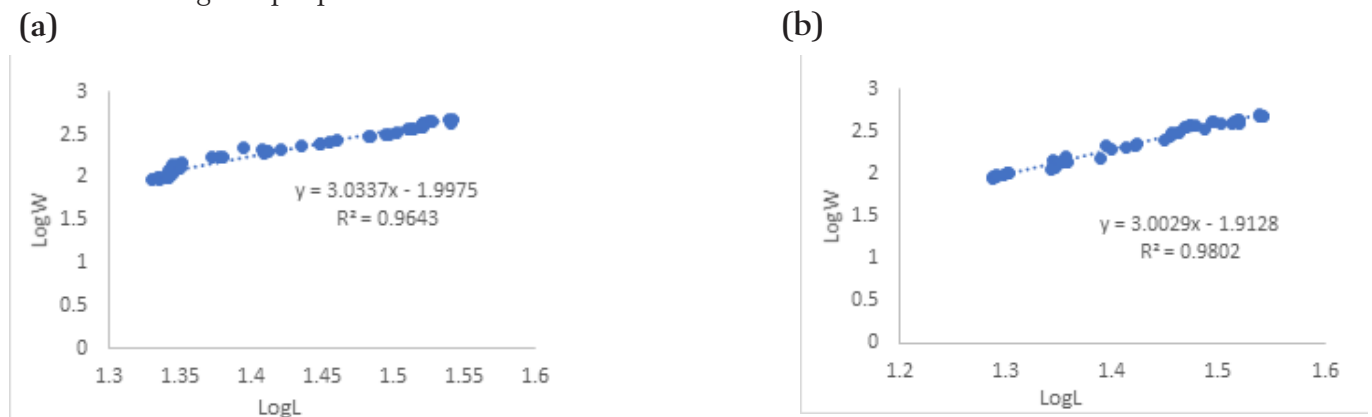 (a)
(b)
3
2.5
2
1.5
1
0.5
0
LogW
y = 3.0337x - 1.9975
R² = 0.9643
1.3 1.35 1.4 1.45 1.5 1.55 1.6
LogL
3
2.5
2
1.5
1
0.5
0
LogW
y = 3.0029x - 1.9128
R² = 0.9802
1.2 1.3 1.4 1.5 1.6
LogL